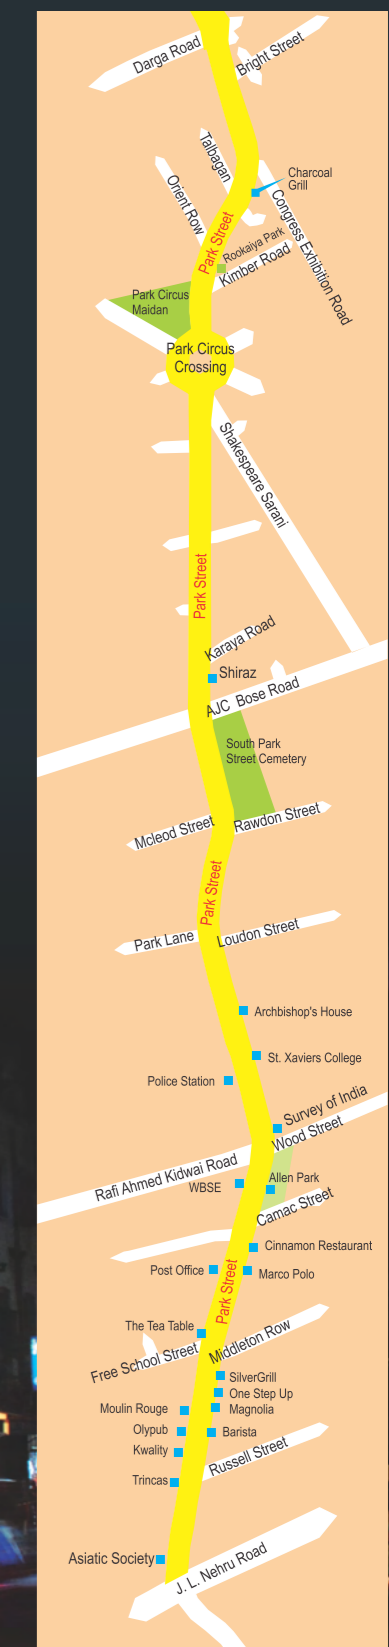 Darga Road
Bright Street
Talbagan
Orient Row
Charcoal
Grill
Congress Exhibition Road
Park Street
Rookaiya Park
Kimber Road
Park Circus
Maidan
Park Circus
Crossing
Shakespeare Sarani
Park Street
Karaya Road
Shiraz
AJC Bose Road
South Park
Street Cemetery
Mcleod Street
Rawdon Street
Park Street
Park Lane
Loudon Street
Archbishop's House
St. Xaviers College
Police Station
Survey of India
Wood Street
Rafi Ahmed Kidwai Road
WBSE
Allen Park
Camac Street
Cinnamon Restaurant
Post Office
Marco Polo
Park Street
The Tea Table
Middleton Row
Free School Street
SilverGrill
One Step Up
Moulin Rouge
Magnolia
Olypub
Barista
Kwality
Russell Street
Trincas
Asiatic Society
J. L. Nehru Road